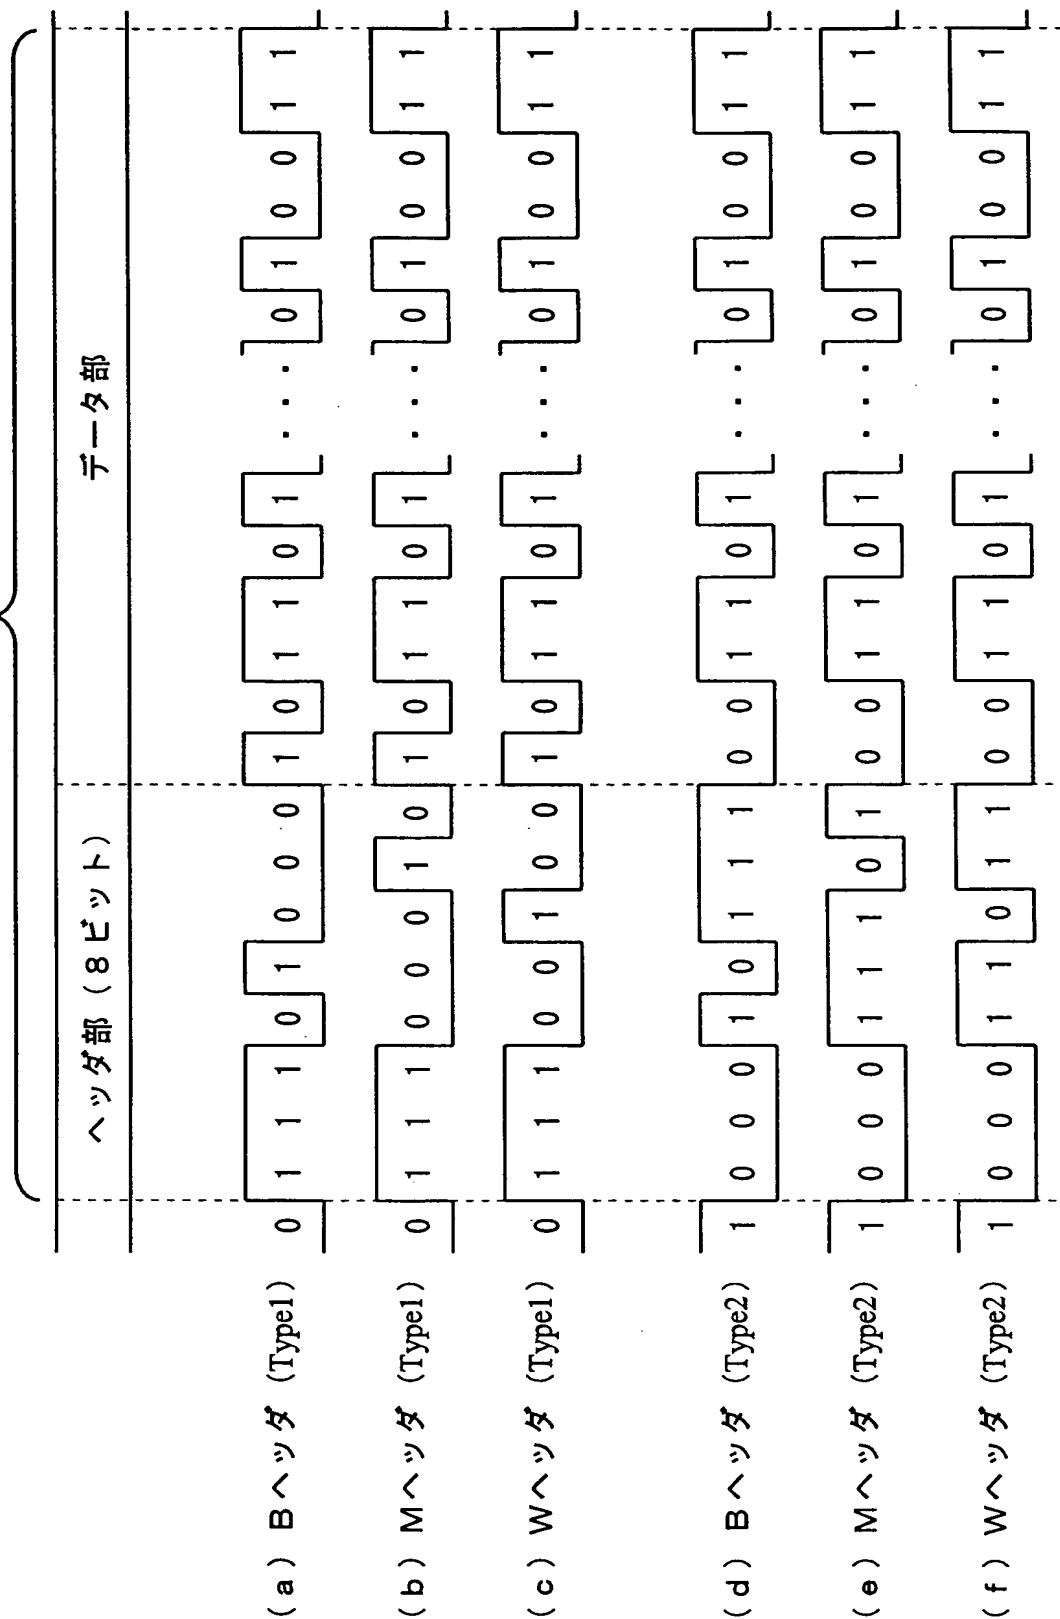 ヘッダ部(8ビット) データ部
(a) Bヘッダ (Type1) 0 1 1 1 0 1 0 0 0 1 0 1 1 0 1 ・・・ 0 1 0 0 1 1
(b) Mヘッダ (Type1) 0 1 1 1 0 0 0 1 0 1 0 1 1 0 1 ・・・ 0 1 0 0 1 1
(c) Wヘッダ (Type1) 0 1 1 1 0 0 1 0 0 1 0 1 1 0 1 ・・・ 0 1 0 0 1 1
(d) Bヘッダ (Type2) 1 0 0 0 1 0 1 1 1 0 0 1 1 0 1 ・・・ 0 1 0 0 1 1
(e) Mヘッダ (Type2) 1 0 0 0 1 1 1 0 1 0 0 1 1 0 1 ・・・ 0 1 0 0 1 1
(f) Wヘッダ (Type2) 1 0 0 0 1 1 0 1 1 0 0 1 1 0 1 ・・・ 0 1 0 0 1 1